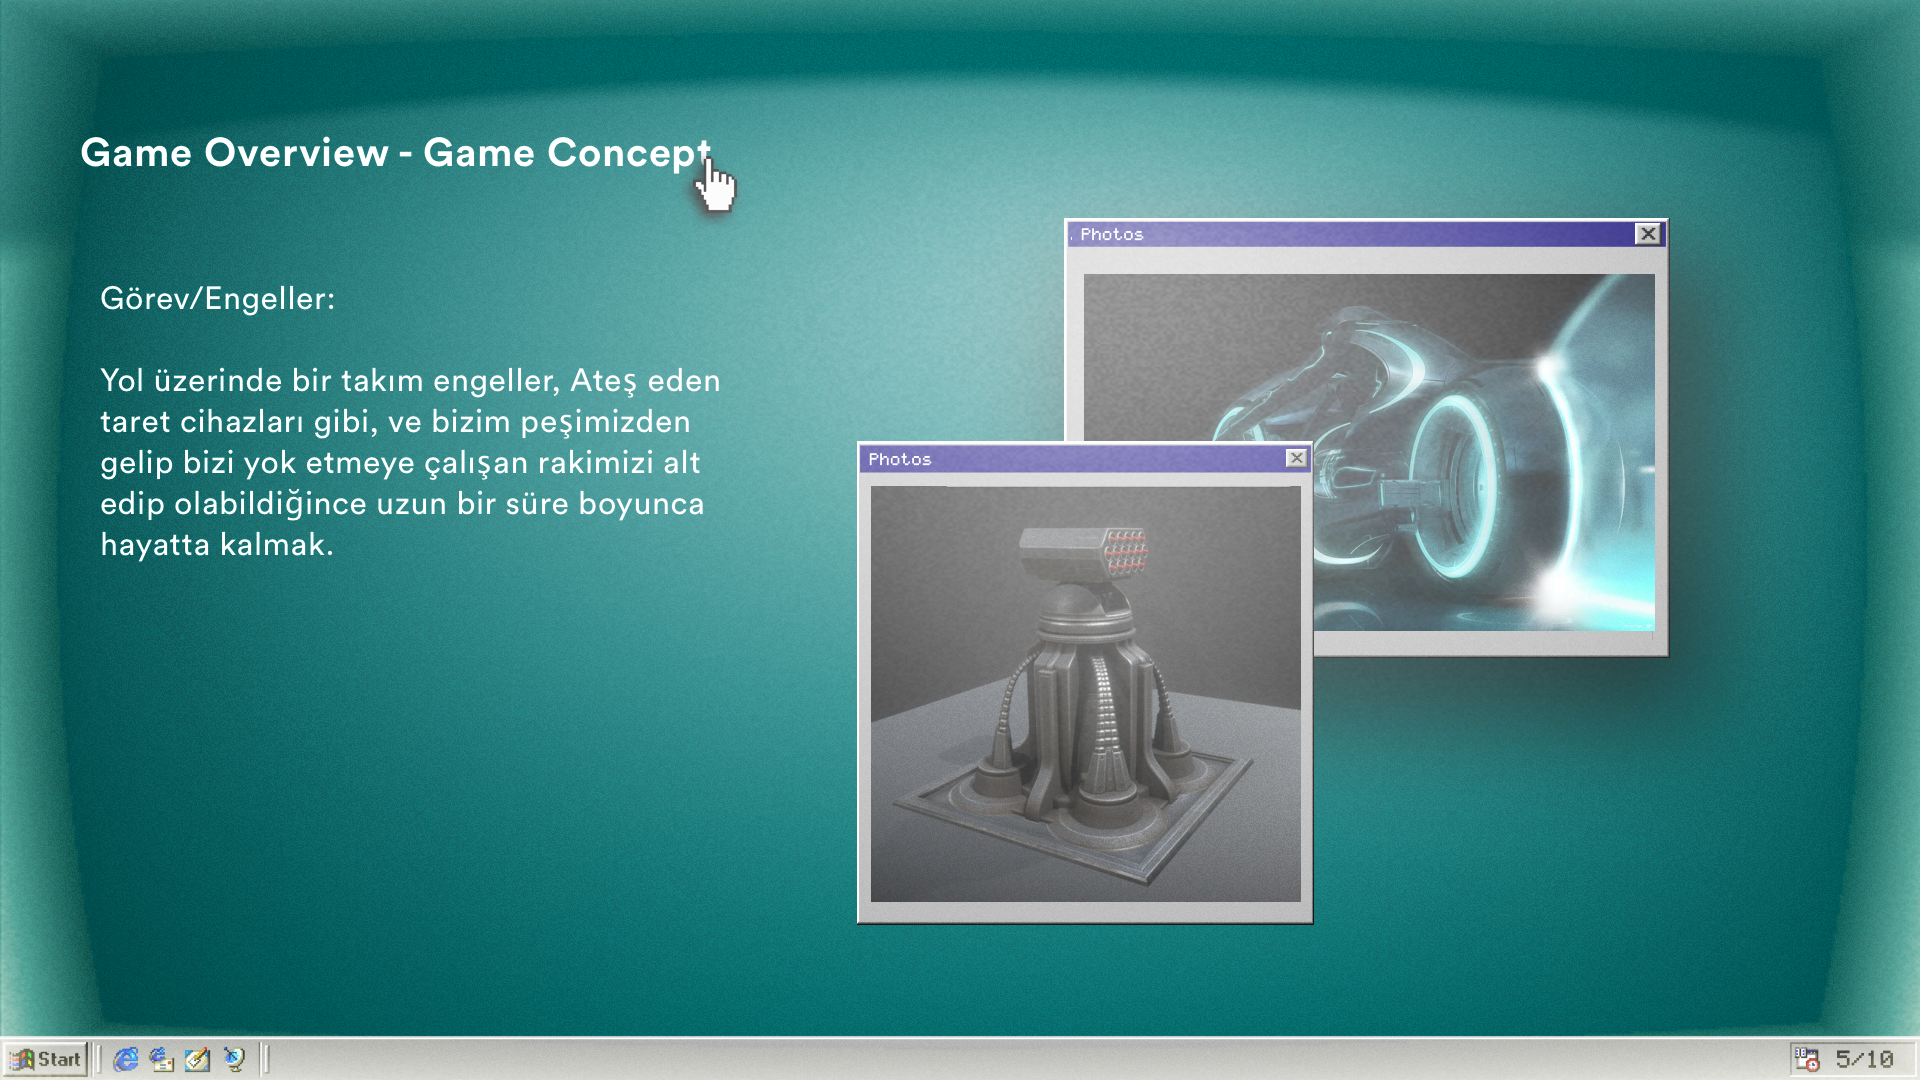 Game Overview - Game Concept
Görev/Engeller:
Yol üzerinde bir takım engeller, Ateş eden
taret cihazları gibi, ve bizim peşimizden
gelip bizi yok etmeye çalışan rakimizi alt
edip olabildiğince uzun bir süre boyunca
hayatta kalmak.
. Photos
Photos
Start
5/10